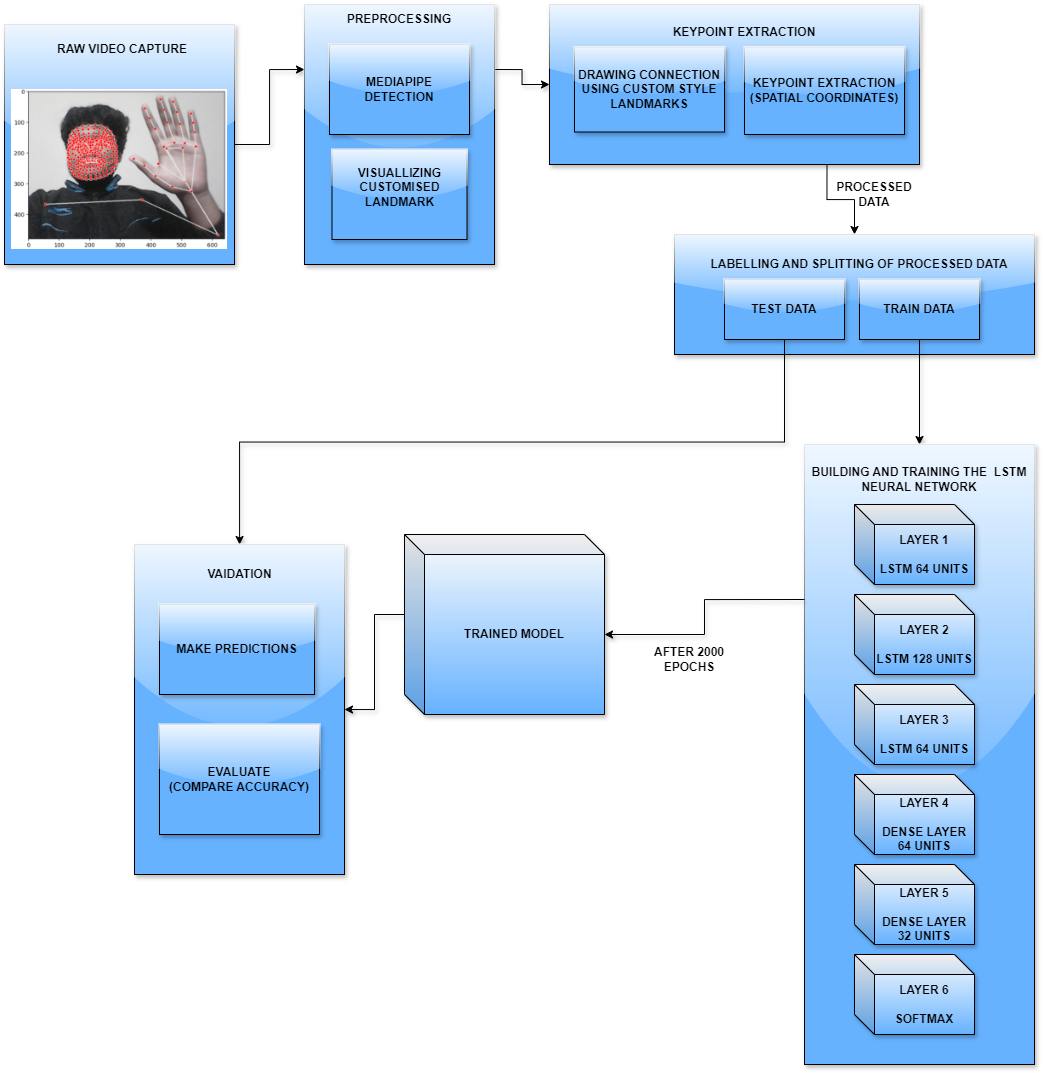 RAW VIDEO CAPTURE
0
100
200
300
400
0
100
200
300
400
500
600
PREPROCESSING
MEDIAPIPE
DETECTION
VISUALLIZING
CUSTOMISED
LANDMARK
KEYPOINT EXTRACTION
DRAWING CONNECTION
USING CUSTOM STYLE
LANDMARKS
KEYPOINT EXTRACTION
(SPATIAL COORDINATES)
PROCESSED
DATA
LABELLING AND SPLITTING OF PROCESSED DATA
TEST DATA
TRAIN DATA
BUILDING AND TRAINING THE LSTM
NEURAL NETWORK
LAYER 1
LSTM 64 UNITS
LAYER 2
LSTM 128 UNITS
LAYER 3
LSTM 64 UNITS
LAYER 4
DENSE LAYER
64 UNITS
LAYER 5
DENSE LAYER
32 UNITS
LAYER 6
SOFTMAX
AFTER 2000
EPOCHS
TRAINED MODEL
VAIDATION
MAKE PREDICTIONS
EVALUATE
(COMPARE ACCURACY)